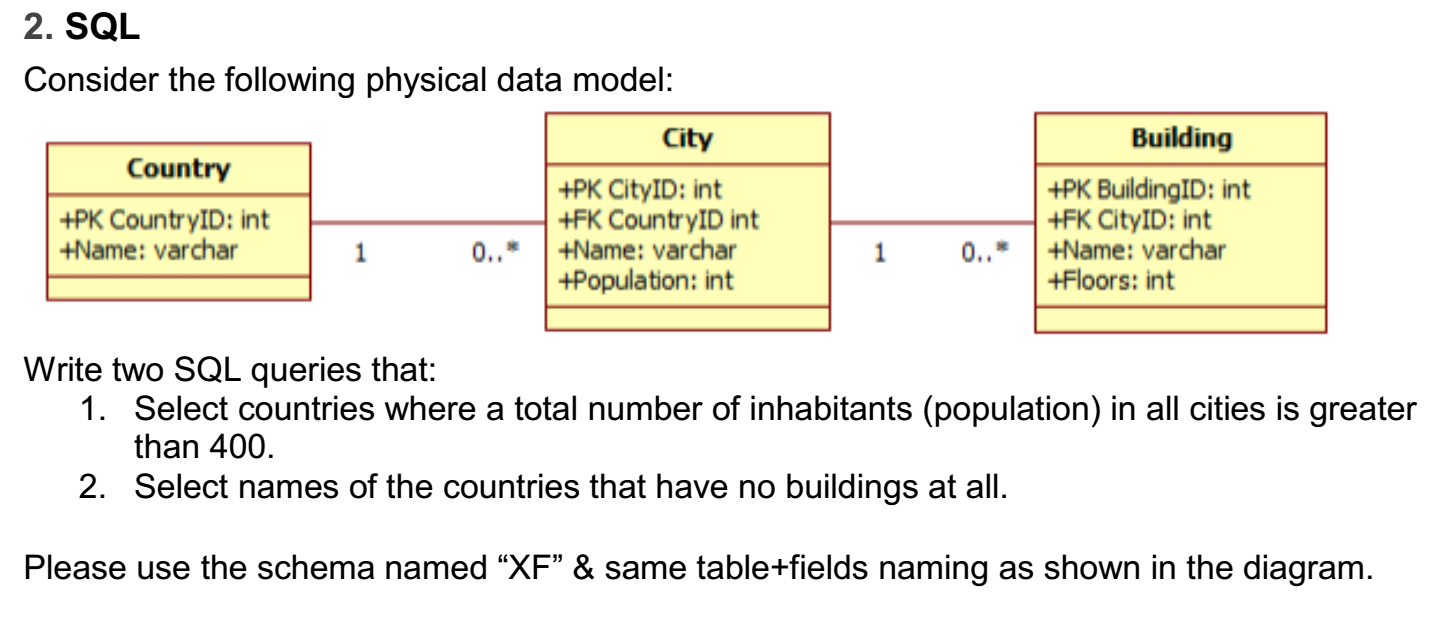 2. SQL
Consider the following physical data model:
Country
+PK CountryID: int
+Name: varchar
1
0..*
City
+PK CityID: int
+FK CountryID int
+Name: varchar
+Population: int
1
0..*
Building
+PK BuildingID: int
+FK CityID: int
+Name: varchar
+Floors: int
Write two SQL queries that:
1. Select countries where a total number of inhabitants (population) in all cities is greater
than 400.
2. Select names of the countries that have no buildings at all.
Please use the schema named “XF” & same table+fields naming as shown in the diagram.